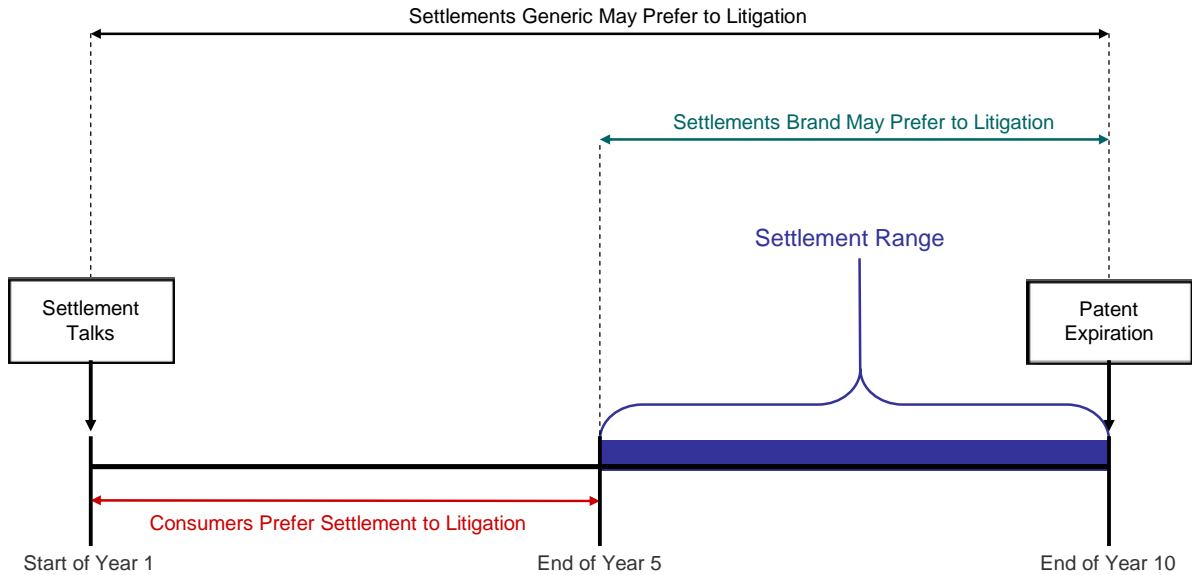 Settlements Generic May Prefer to Litigation
Settlements Brand May Prefer to Litigation
Settlement Range
Settlement
Talks
Patent
Expiration
Consumers Prefer Settlement to Litigation
Start of Year 1
End of Year 5
End of Year 10